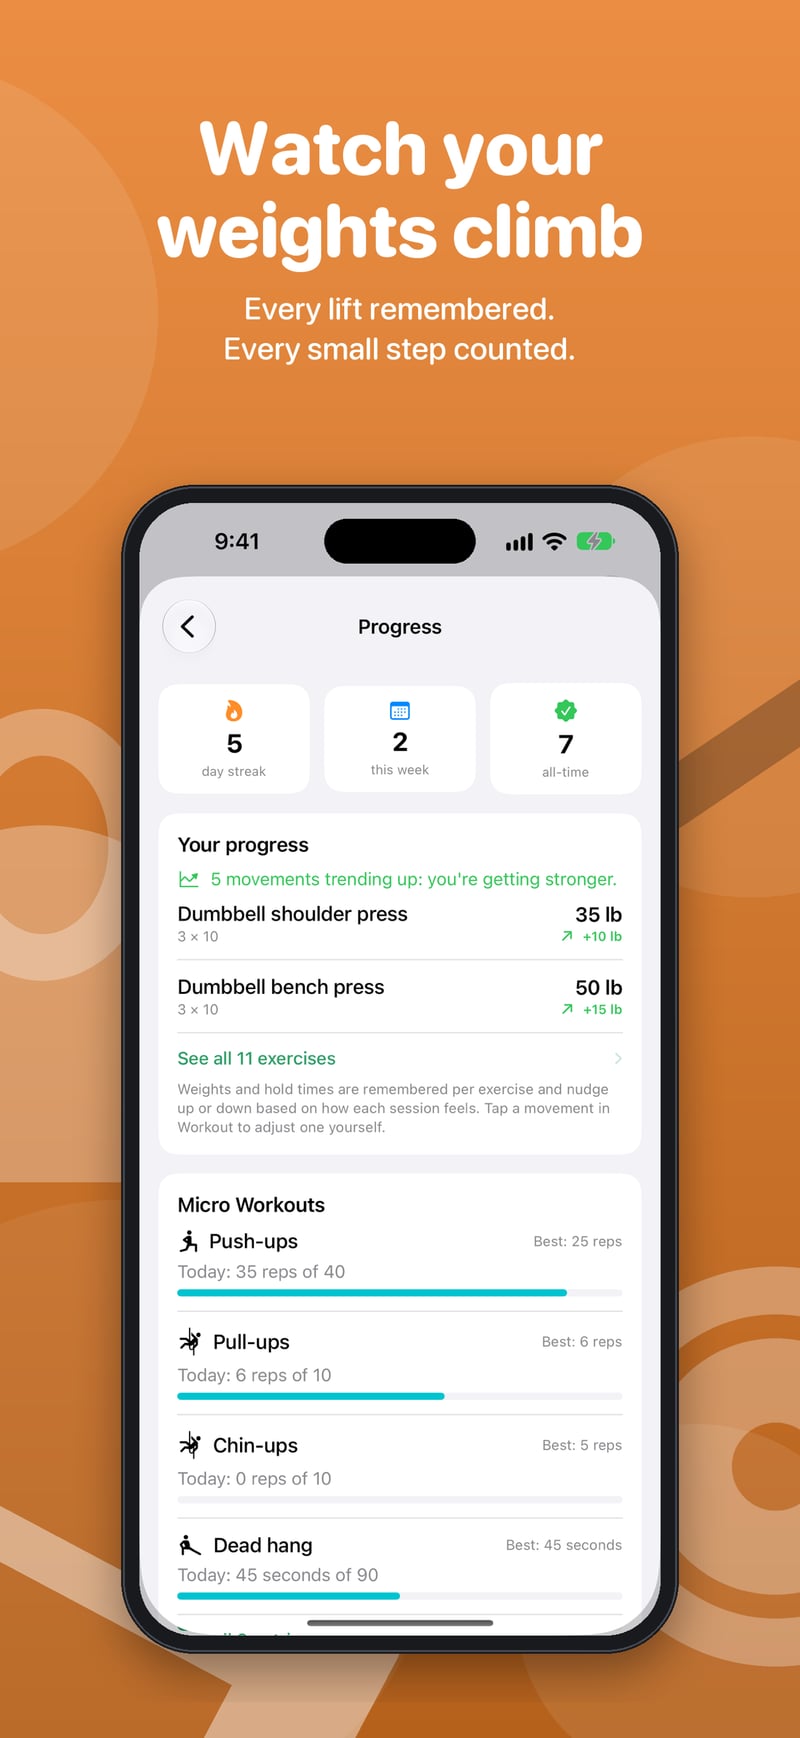 Watch your
weights climb
Every lift remembered.
Every small step counted.
9:41
Progress
5
day streak
2
this week
7
all-time
Your progress
5 movements trending up: you're getting stronger.
Dumbbell shoulder press
35 lb
3 × 10
+10 lb
Dumbbell bench press
50 lb
3 × 10
+15 lb
See all 11 exercises
Weights and hold times are remembered per exercise and nudge
up or down based on how each session feels. Tap a movement in
Workout to adjust one yourself.
Micro Workouts
Push-ups
Best: 25 reps
Today: 35 reps of 40
Pull-ups
Best: 6 reps
Today: 6 reps of 10
Chin-ups
Best: 5 reps
Today: 0 reps of 10
Dead hang
Best: 45 seconds
Today: 45 seconds of 90